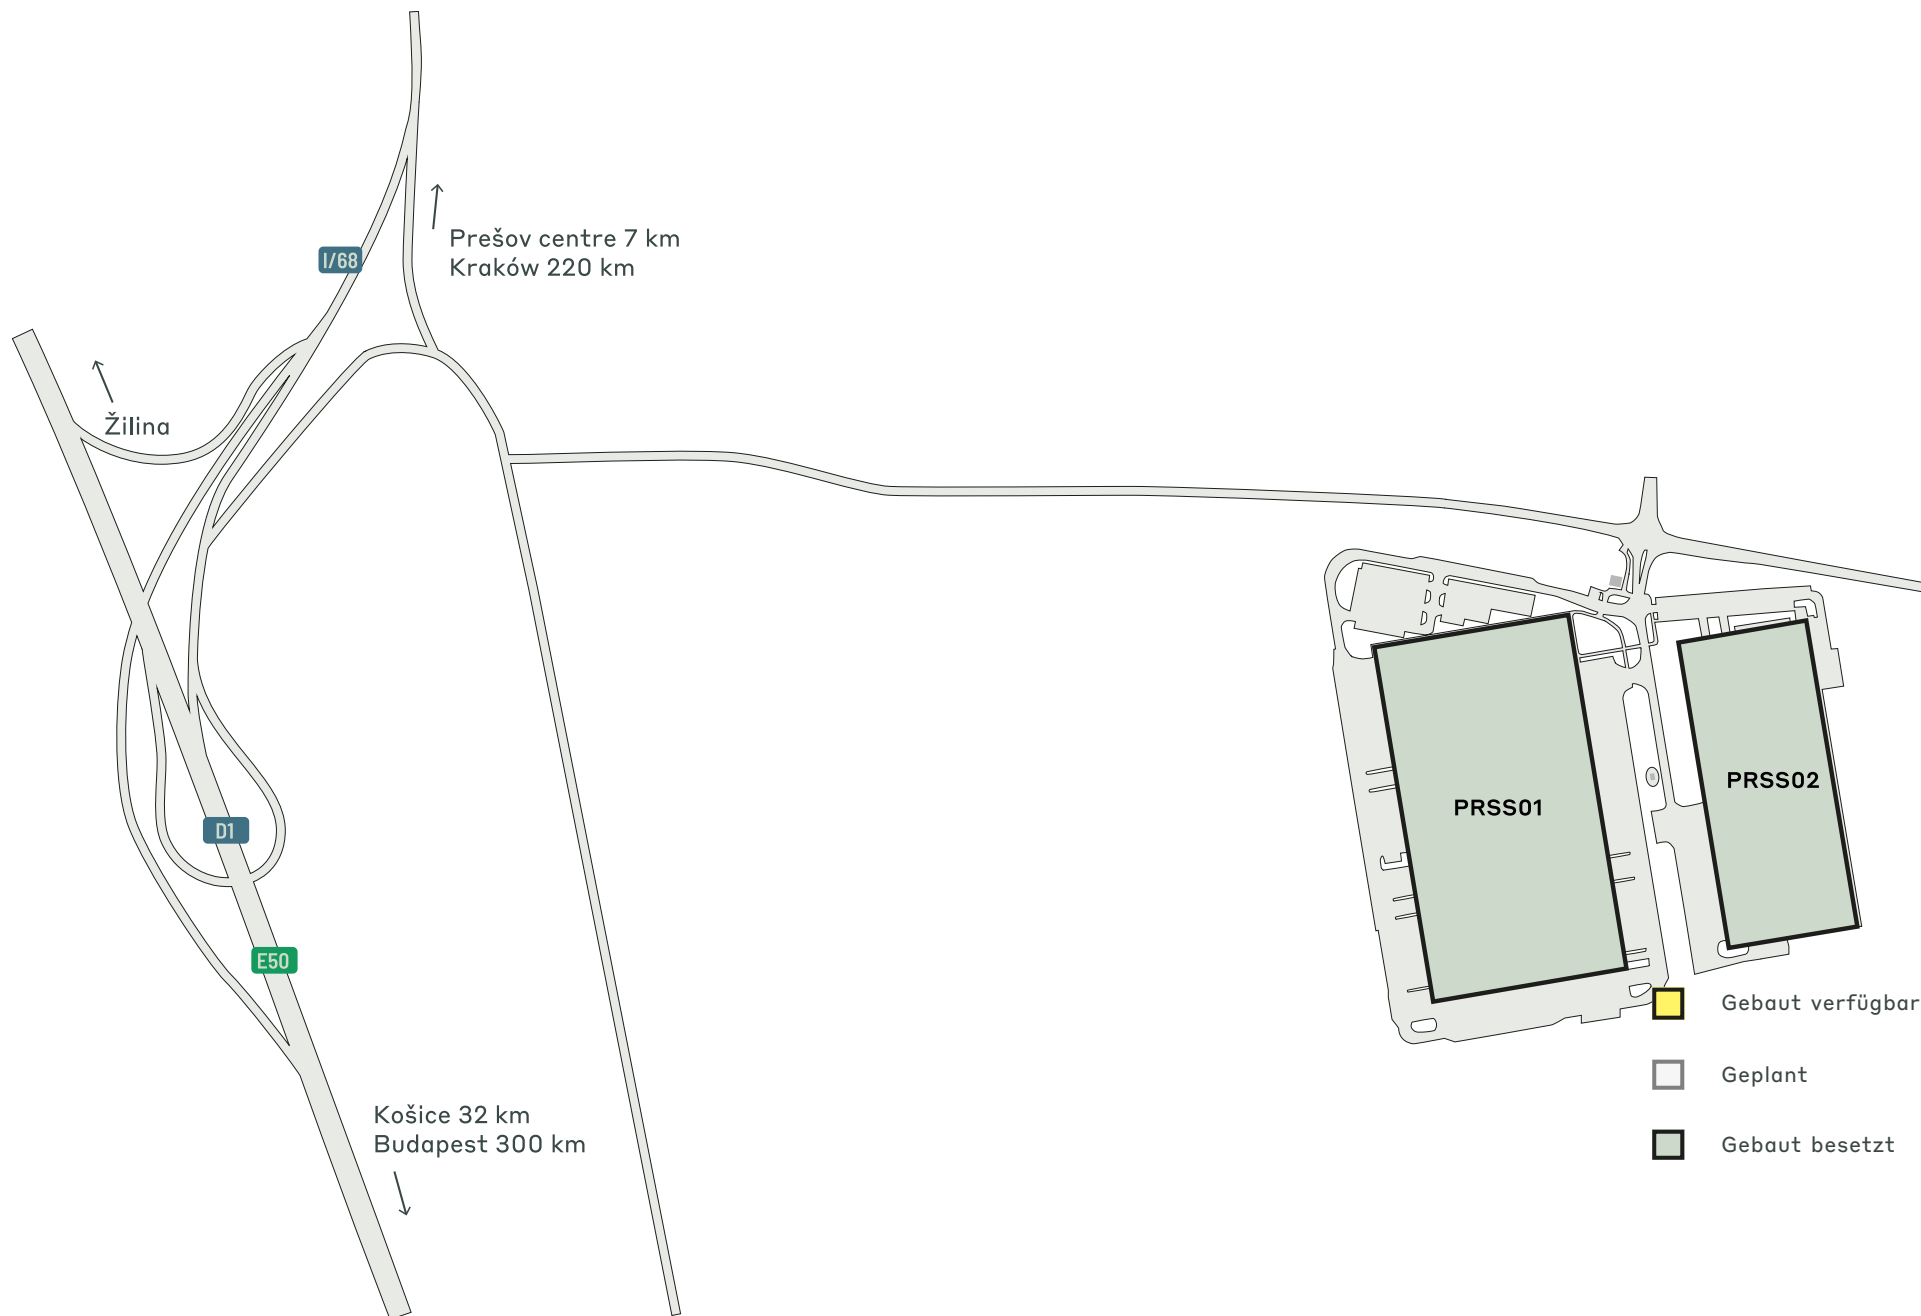 I/68
Prešov centre 7 km
Kraków 220 km
Žilina
PRSS01
PRSS02
D1
E50
Gebaut verfügbar
Geplant
Gebaut besetzt
Košice 32 km
Budapest 300 km